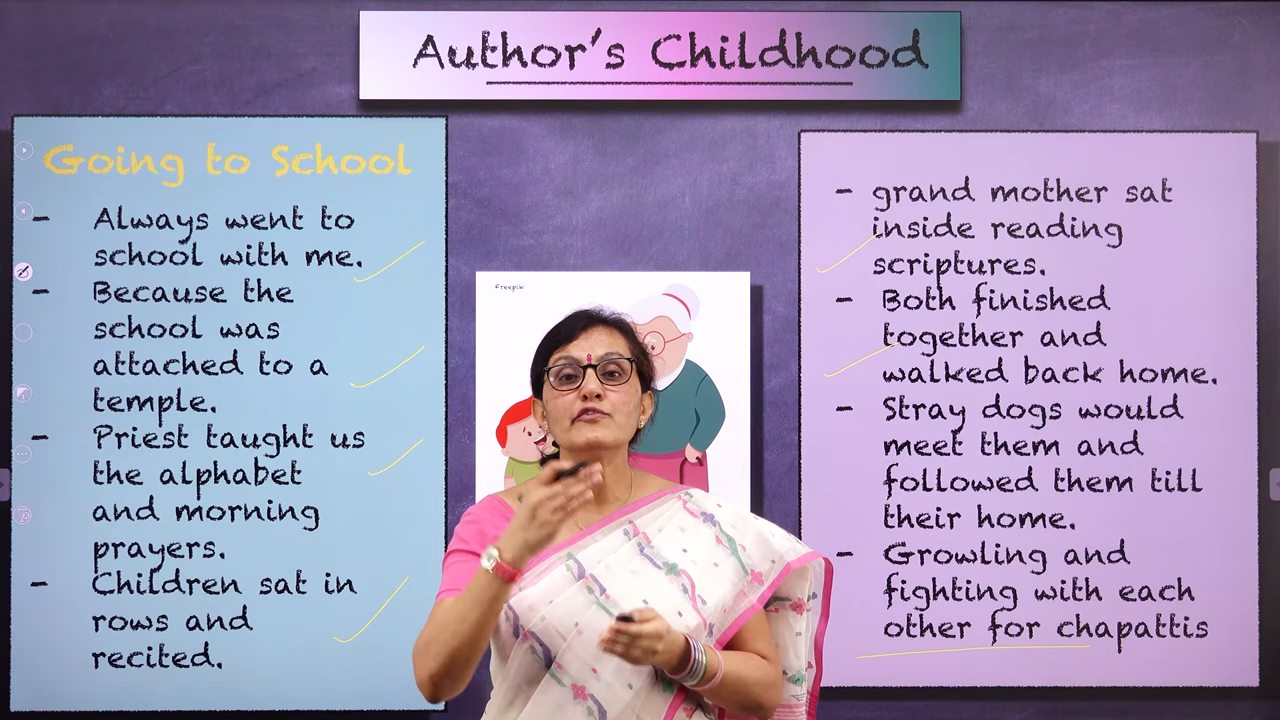 Author's Childhood
Going to School
- Always went to
school with me.
- Because the
school was
attached to a
temple.
- Priest taught us
the alphabet
and morning
prayers.
- Children sat in
rows and
recited.
Freepik
- grand mother sat
inside reading
scriptures.
- Both finished
together and
walked back home.
- Stray dogs would
meet them and
followed them till
their home.
- Growling and
fighting with each
other for chapattis